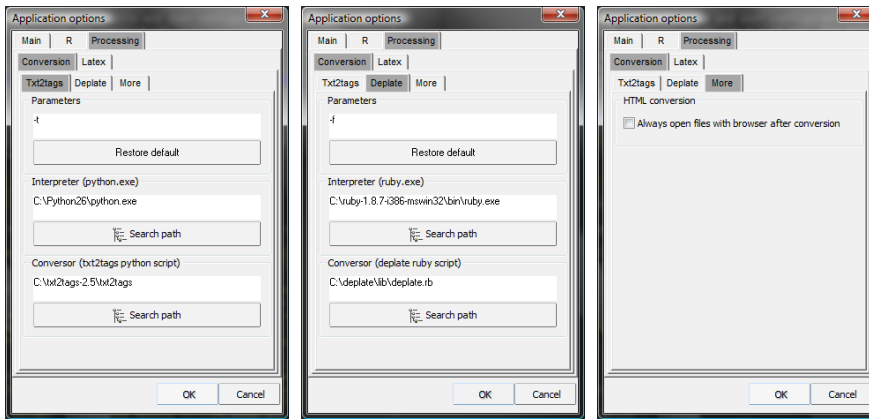 Application options
Main R Processing
Conversion Latex
Txt2tags Deplate More
Parameters
-t
Restore default
Interpreter (python.exe)
C:\Python26\python.exe
Search path
Conversor (txt2tags python script)
C:\txt2tags-2.5\txt2tags
Search path
OK Cancel
Application options
Main R Processing
Conversion Latex
Txt2tags Deplate More
Parameters
-f
Restore default
Interpreter (ruby.exe)
C:\ruby-1.8.7-i386-mswin32\bin\ruby.exe
Search path
Conversor (deplate ruby script)
C:\deplate\lib\deplate.rb
Search path
OK Cancel
Application options
Main R Processing
Conversion Latex
Txt2tags Deplate More
HTML conversion
Always open files with browser after conversion
OK Cancel